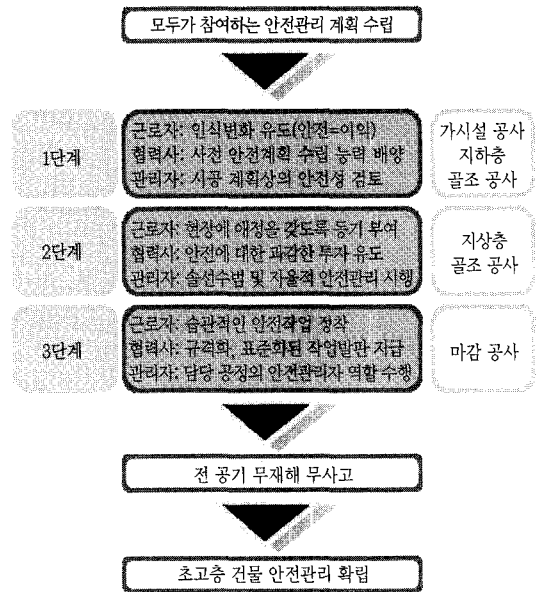 모두가 참여하는 안전관리 계획 수립
1단계
근로자: 인식변화 유도(안전=이익)
협력사: 사전 안전계획 수립 능력 배양
관리자: 시공 계획상의 안전성 검토
가시설 공사
지하층
골조 공사
2단계
근로자: 현장에 애정을 갖도록 동기 부여
협력사: 안전에 대한 과감한 투자 유도
관리자: 솔선수범 및 자율적 안전관리 시행
지상층
골조 공사
3단계
근로자: 습관적인 안전작업 정착
협력사: 규격화, 표준화된 작업발판 지급
관리자: 담당 공정의 안전관리자 역할 수행
마감 공사
전 공기 무재해 무사고
초고층 건물 안전관리 확립